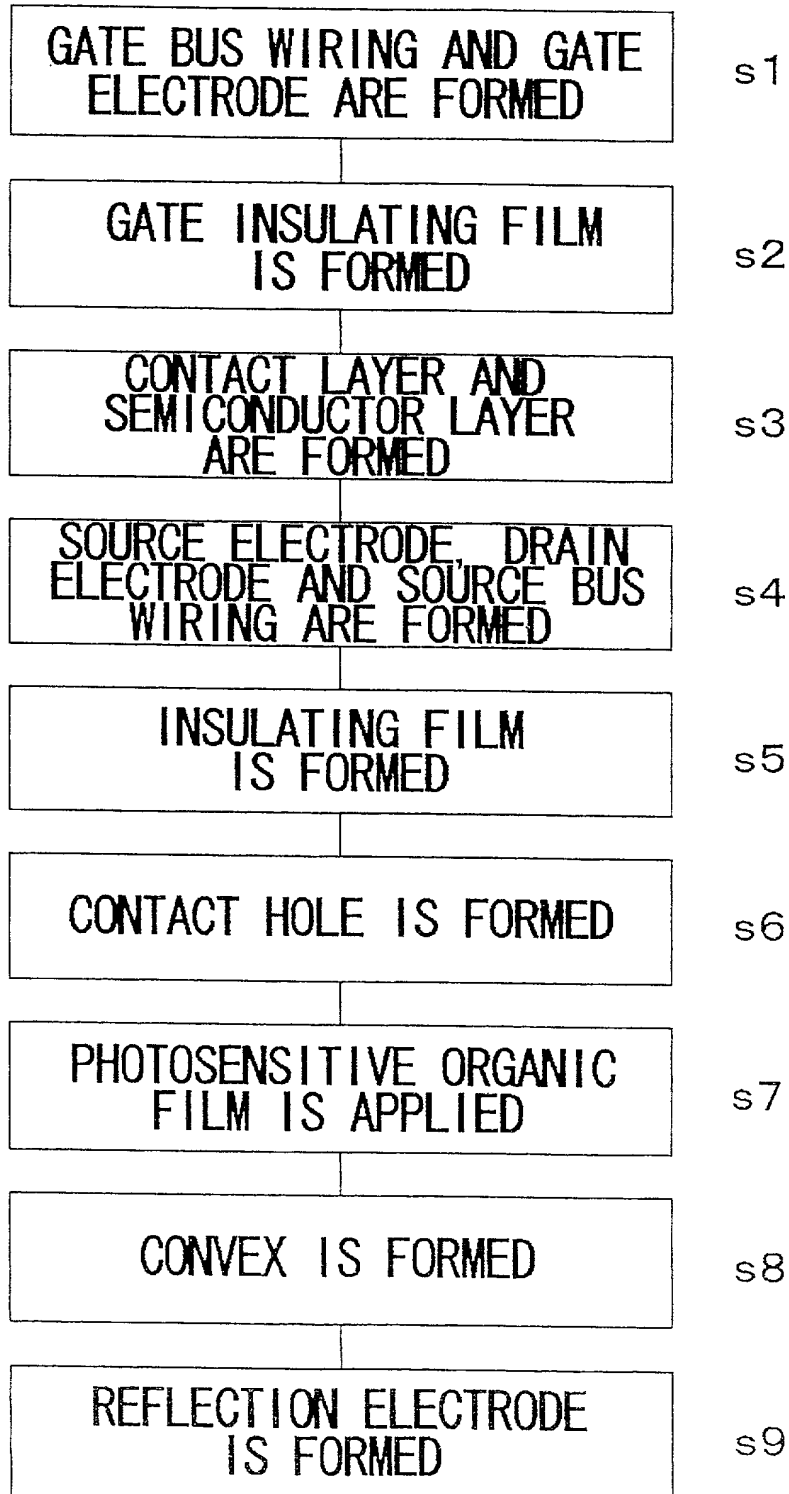 GATE BUS WIRING AND GATE
ELECTRODE ARE FORMED
s1
GATE INSULATING FILM
IS FORMED
s2
CONTACT LAYER AND
SEMICONDUCTOR LAYER
ARE FORMED
s3
SOURCE ELECTRODE, DRAIN
ELECTRODE AND SOURCE BUS
WIRING ARE FORMED
s4
INSULATING FILM
IS FORMED
s5
CONTACT HOLE IS FORMED
s6
PHOTOSENSITIVE ORGANIC
FILM IS APPLIED
s7
CONVEX IS FORMED
s8
REFLECTION ELECTRODE
IS FORMED
s9